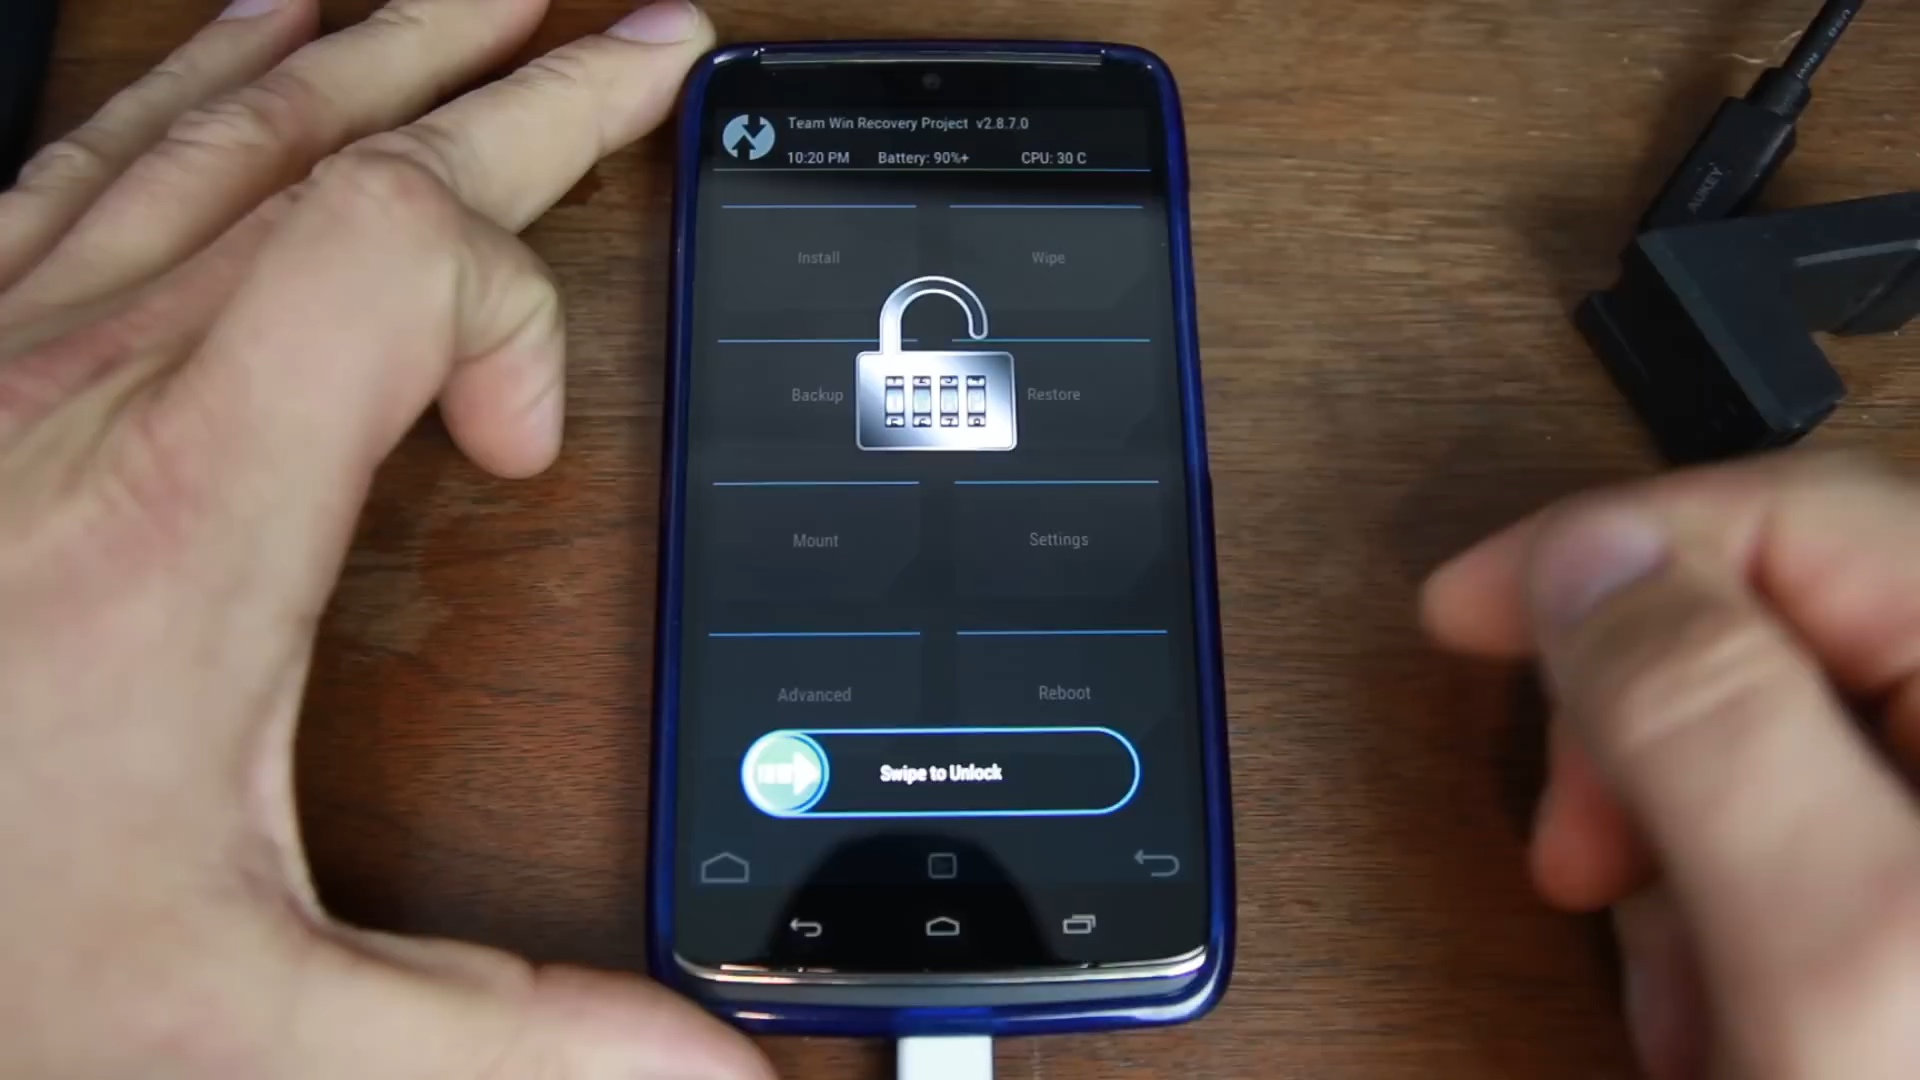 Team Win Recovery Project v2.8.7.0
10:20 PM Battery: 90%+ CPU: 30 C
Install Wipe
Backup Restore
Mount Settings
Advanced Reboot
Swipe to Unlock
AUKEY